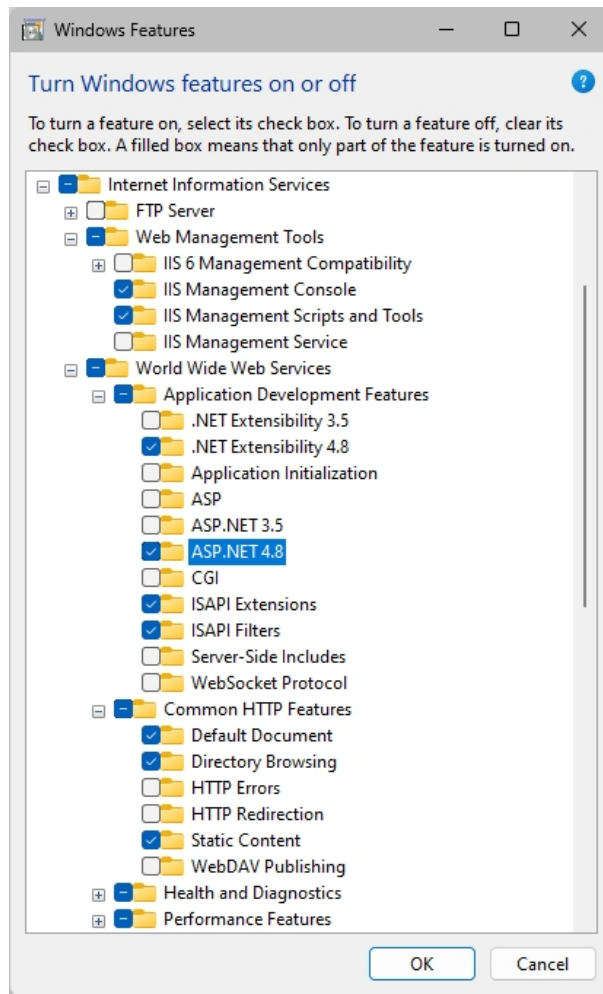 Windows Features
Turn Windows features on or off
To turn a feature on, select its check box. To turn a feature off, clear its
check box. A filled box means that only part of the feature is turned on.
Internet Information Services
FTP Server
Web Management Tools
IIS 6 Management Compatibility
IIS Management Console
IIS Management Scripts and Tools
IIS Management Service
World Wide Web Services
Application Development Features
.NET Extensibility 3.5
.NET Extensibility 4.8
Application Initialization
ASP
ASP.NET 3.5
ASP.NET 4.8
CGI
ISAPI Extensions
ISAPI Filters
Server-Side Includes
WebSocket Protocol
Common HTTP Features
Default Document
Directory Browsing
HTTP Errors
HTTP Redirection
Static Content
WebDAV Publishing
Health and Diagnostics
Performance Features
OK Cancel